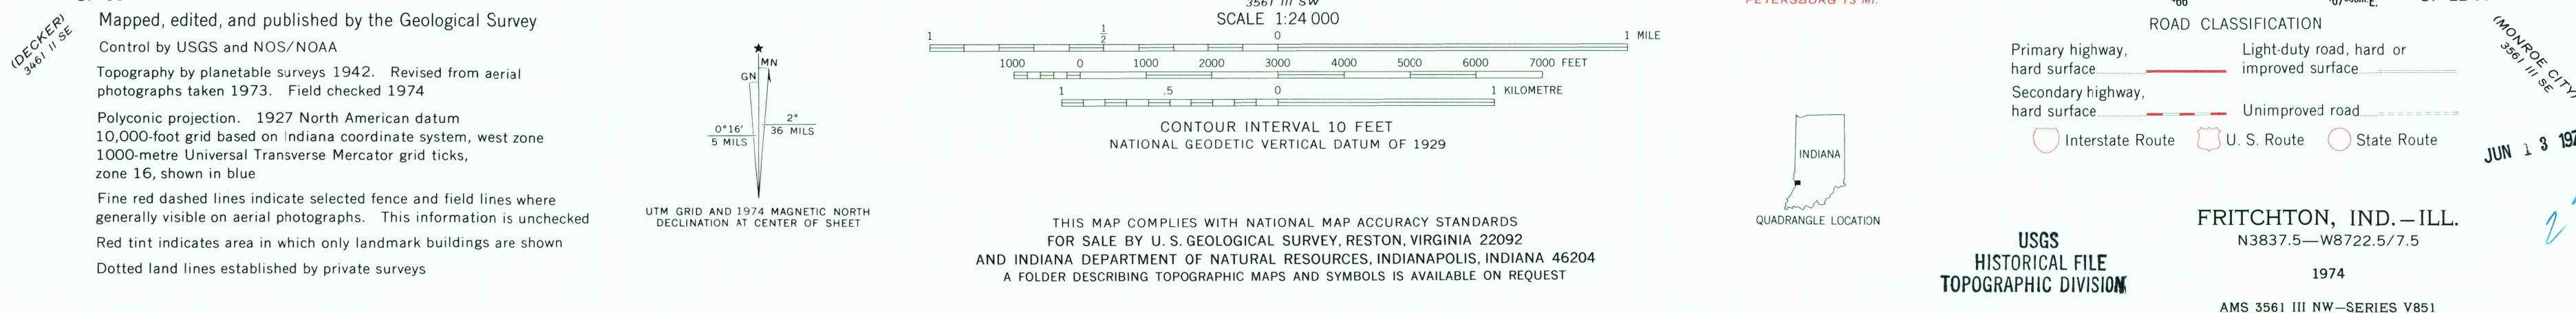 (DECKER)
3461 II SE
Mapped, edited, and published by the Geological Survey
Control by USGS and NOS/NOAA
Topography by planetable surveys 1942. Revised from aerial
photographs taken 1973. Field checked 1974
Polyconic projection. 1927 North American datum
10,000-foot grid based on Indiana coordinate system, west zone
1000-metre Universal Transverse Mercator grid ticks,
zone 16, shown in blue
Fine red dashed lines indicate selected fence and field lines where
generally visible on aerial photographs. This information is unchecked
Red tint indicates area in which only landmark buildings are shown
Dotted land lines established by private surveys
★
MN
GN
0°16′
5 MILS
2°
36 MILS
UTM GRID AND 1974 MAGNETIC NORTH
DECLINATION AT CENTER OF SHEET
3561 III SW
SCALE 1:24 000
1 1/2 0 1 MILE
1000 0 1000 2000 3000 4000 5000 6000 7000 FEET
1 .5 0 1 KILOMETRE
CONTOUR INTERVAL 10 FEET
NATIONAL GEODETIC VERTICAL DATUM OF 1929
THIS MAP COMPLIES WITH NATIONAL MAP ACCURACY STANDARDS
FOR SALE BY U. S. GEOLOGICAL SURVEY, RESTON, VIRGINIA 22092
AND INDIANA DEPARTMENT OF NATURAL RESOURCES, INDIANAPOLIS, INDIANA 46204
A FOLDER DESCRIBING TOPOGRAPHIC MAPS AND SYMBOLS IS AVAILABLE ON REQUEST
PETERSBURG 15 MI.
INDIANA
QUADRANGLE LOCATION
ROAD CLASSIFICATION
Primary highway,
hard surface
Light-duty road, hard or
improved surface
Secondary highway,
hard surface
Unimproved road
Interstate Route
U. S. Route
State Route
(MONROE CITY)
3561 III SE
JUN 13 197
USGS
HISTORICAL FILE
TOPOGRAPHIC DIVISION
FRITCHTON, IND.–ILL.
N3837.5—W8722.5/7.5
1974
AMS 3561 III NW—SERIES V851